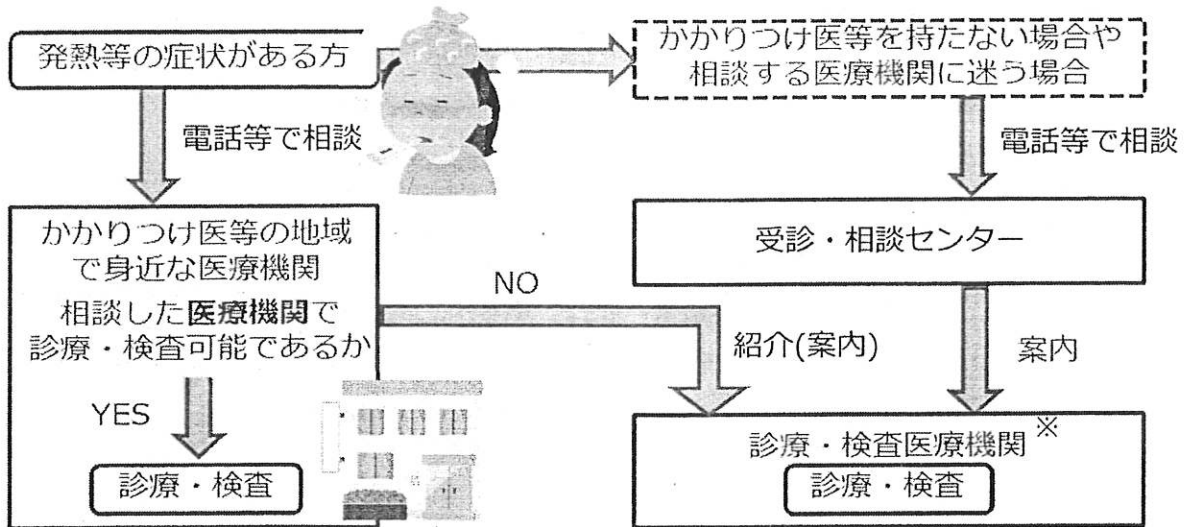 発熱等の症状がある方
かかりつけ医等を持たない場合や
相談する医療機関に迷う場合
電話等で相談
電話等で相談
かかりつけ医等の地域
で身近な医療機関
相談した医療機関で
診療・検査可能であるか
YES
診療・検査
NO
紹介(案内)
受診・相談センター
案内
診療・検査医療機関※
診療・検査